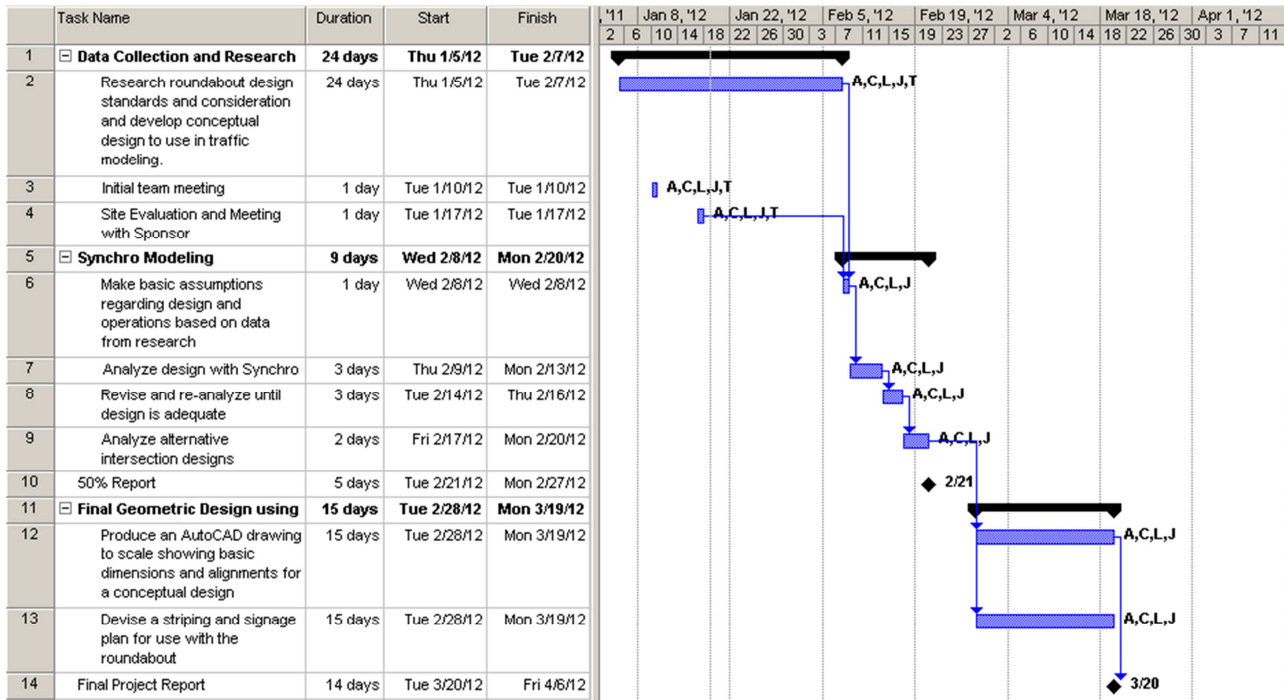 Task Name Duration Start Finish , '11 Jan 8, '12 Jan 22, '12 Feb 5, '12 Feb 19, '12 Mar 4, '12 Mar 18, '12 Apr 1, '12
2 6 10 14 18 22 26 30 3 7 11 15 19 23 27 2 6 10 14 18 22 26 30 3 7 11
1 Data Collection and Research 24 days Thu 1/5/12 Tue 2/7/12
2 Research roundabout design 24 days Thu 1/5/12 Tue 2/7/12 A,C,L,J,T
standards and consideration
and develop conceptual
design to use in traffic
modeling.
3 Initial team meeting 1 day Tue 1/10/12 Tue 1/10/12 A,C,L,J,T
4 Site Evaluation and Meeting 1 day Tue 1/17/12 Tue 1/17/12 A,C,L,J,T
with Sponsor
5 Synchro Modeling 9 days Wed 2/8/12 Mon 2/20/12
6 Make basic assumptions 1 day Wed 2/8/12 Wed 2/8/12 A,C,L,J
regarding design and
operations based on data
from research
7 Analyze design with Synchro 3 days Thu 2/9/12 Mon 2/13/12 A,C,L,J
8 Revise and re-analyze until 3 days Tue 2/14/12 Thu 2/16/12 A,C,L,J
design is adequate
9 Analyze alternative 2 days Fri 2/17/12 Mon 2/20/12 A,C,L,J
intersection designs
10 50% Report 5 days Tue 2/21/12 Mon 2/27/12 2/21
11 Final Geometric Design using 15 days Tue 2/28/12 Mon 3/19/12
12 Produce an AutoCAD drawing 15 days Tue 2/28/12 Mon 3/19/12 A,C,L,J
to scale showing basic
dimensions and alignments for
a conceptual design
13 Devise a striping and signage 15 days Tue 2/28/12 Mon 3/19/12 A,C,L,J
plan for use with the
roundabout
14 Final Project Report 14 days Tue 3/20/12 Fri 4/6/12 3/20